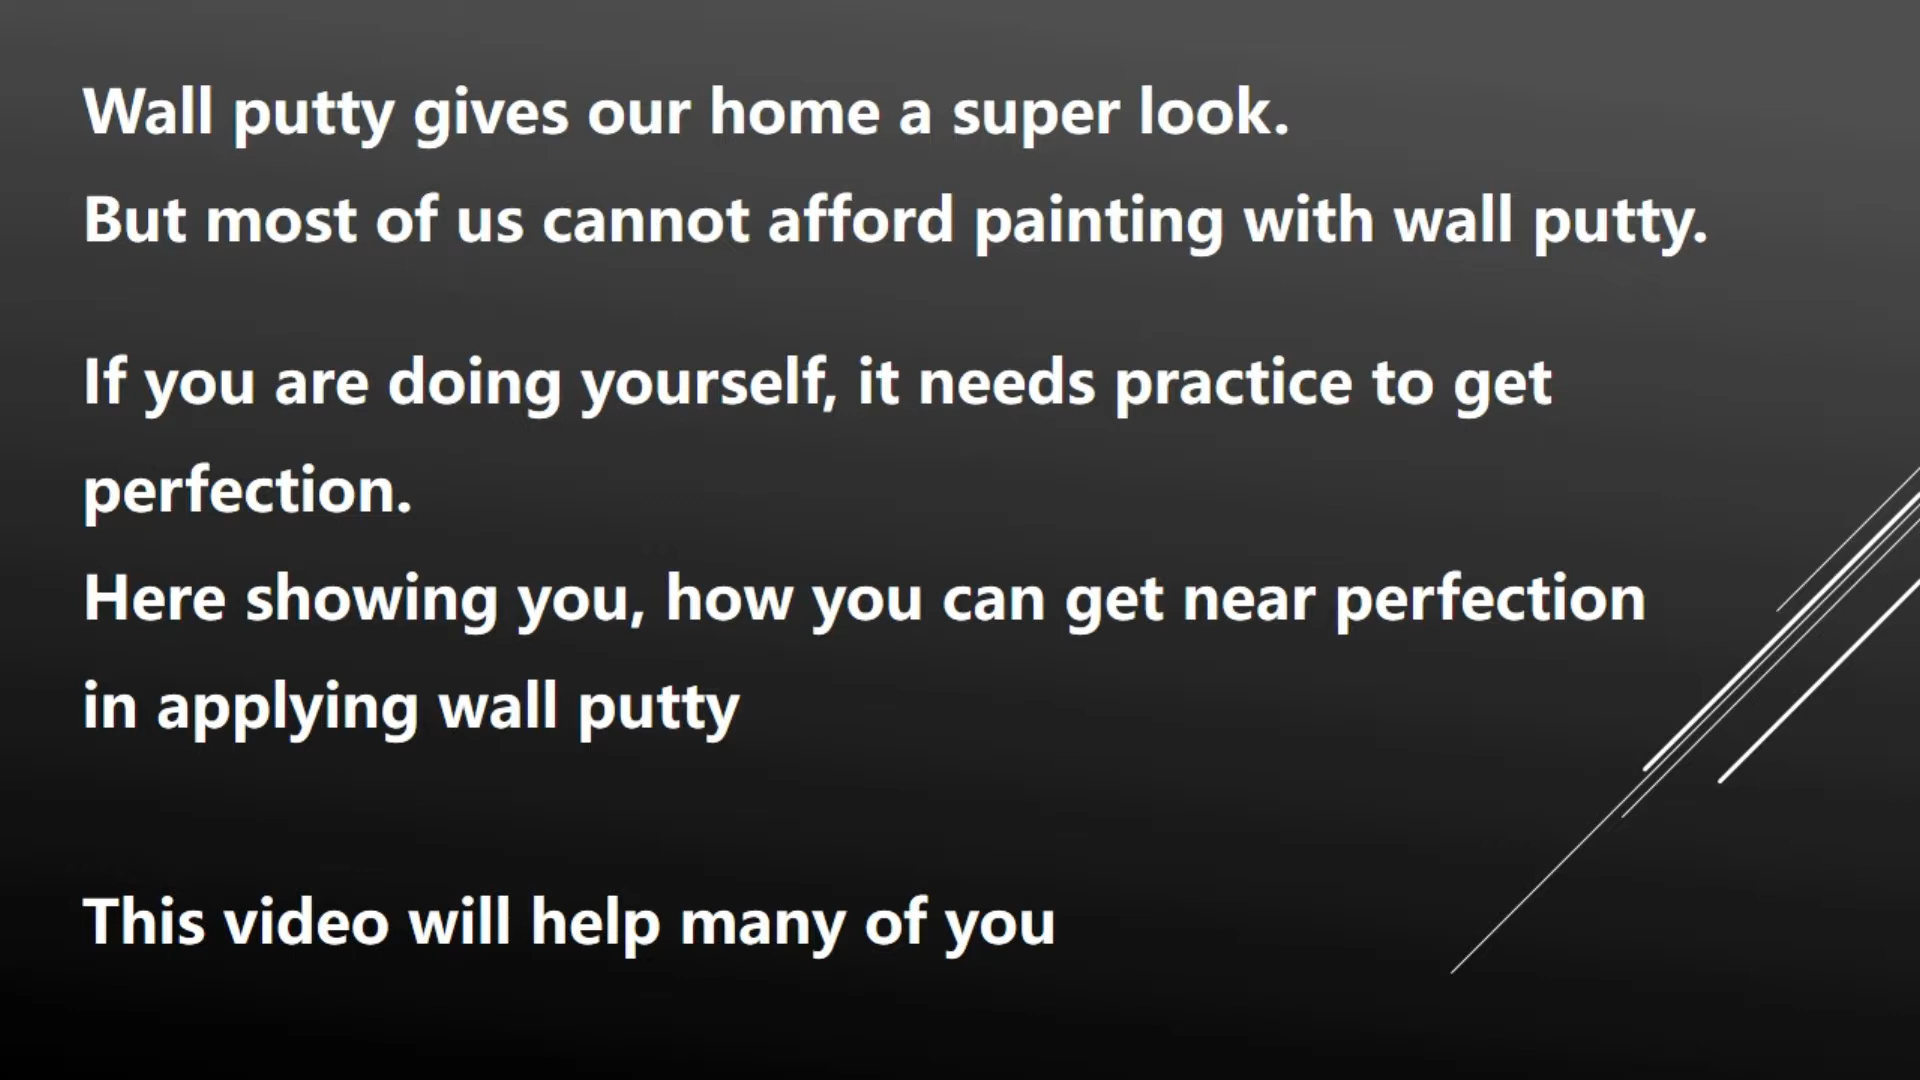 Wall putty gives our home a super look.
But most of us cannot afford painting with wall putty.
If you are doing yourself, it needs practice to get
perfection.
Here showing you, how you can get near perfection
in applying wall putty
This video will help many of you